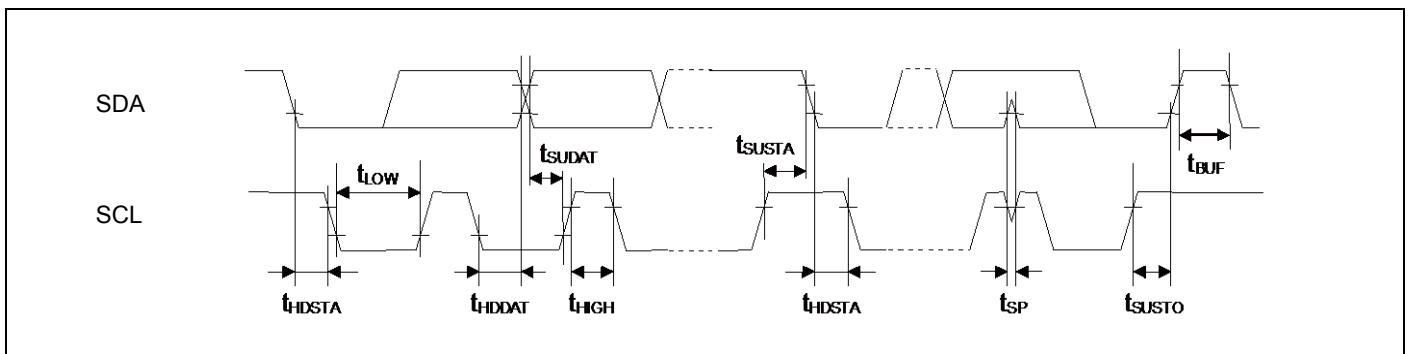 SDA
tSUDAT
tSUSTA
tBUF
tLOW
SCL
tHDSTA
tHDDAT
tHIGH
tHDSTA
tSP
tSUSTO